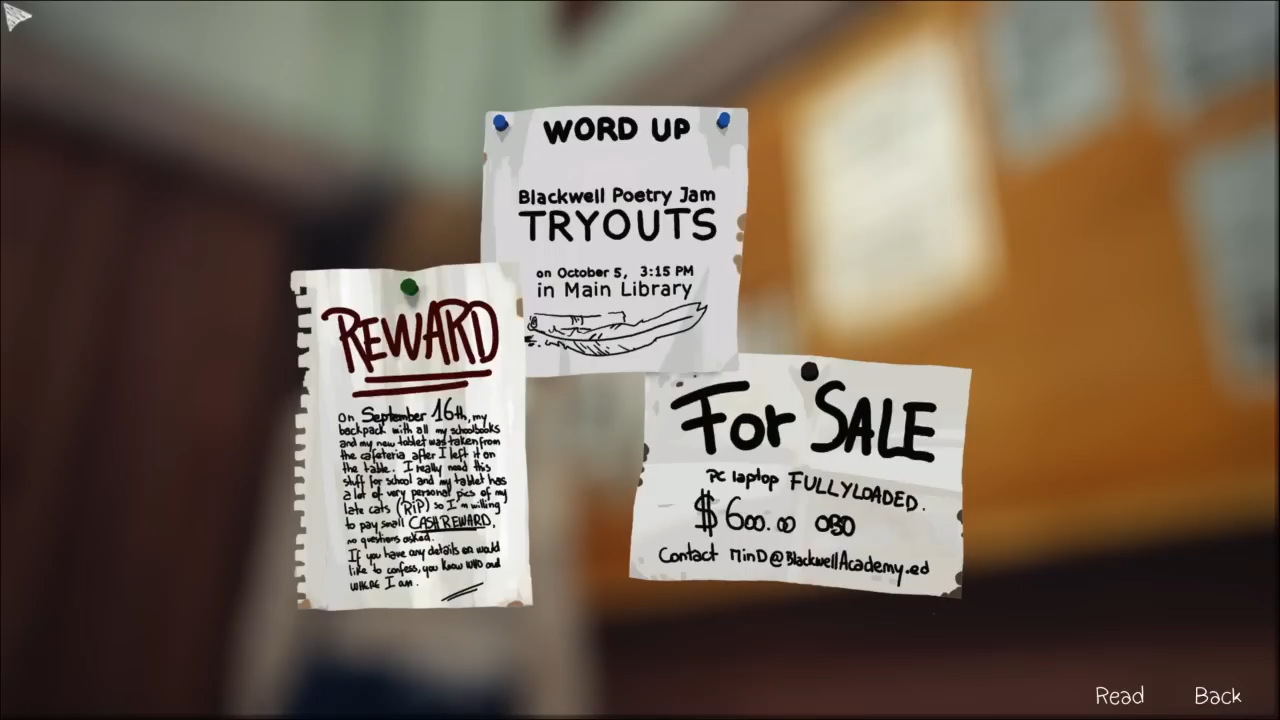 WORD UP
Blackwell Poetry Jam
TRYOUTS
on October 5, 3:15 PM
in Main Library
REWARD
On September 16th, my
backpack with all my schoolbooks
and my new tablet was taken from
the cafeteria after I left it on
the table. I really need this
stuff for school and my tablet has
a lot of very personal pics of my
late cats (RiP) so I'm willing
to pay small CASH REWARD,
no questions asked.
If you have any details or would
like to confess, you know WHO and
WHERE I am.
For SALE
PC laptop FULLYLOADED.
$600.00 OBO
Contact MinD@BlackwellAcademy.ed
Read Back